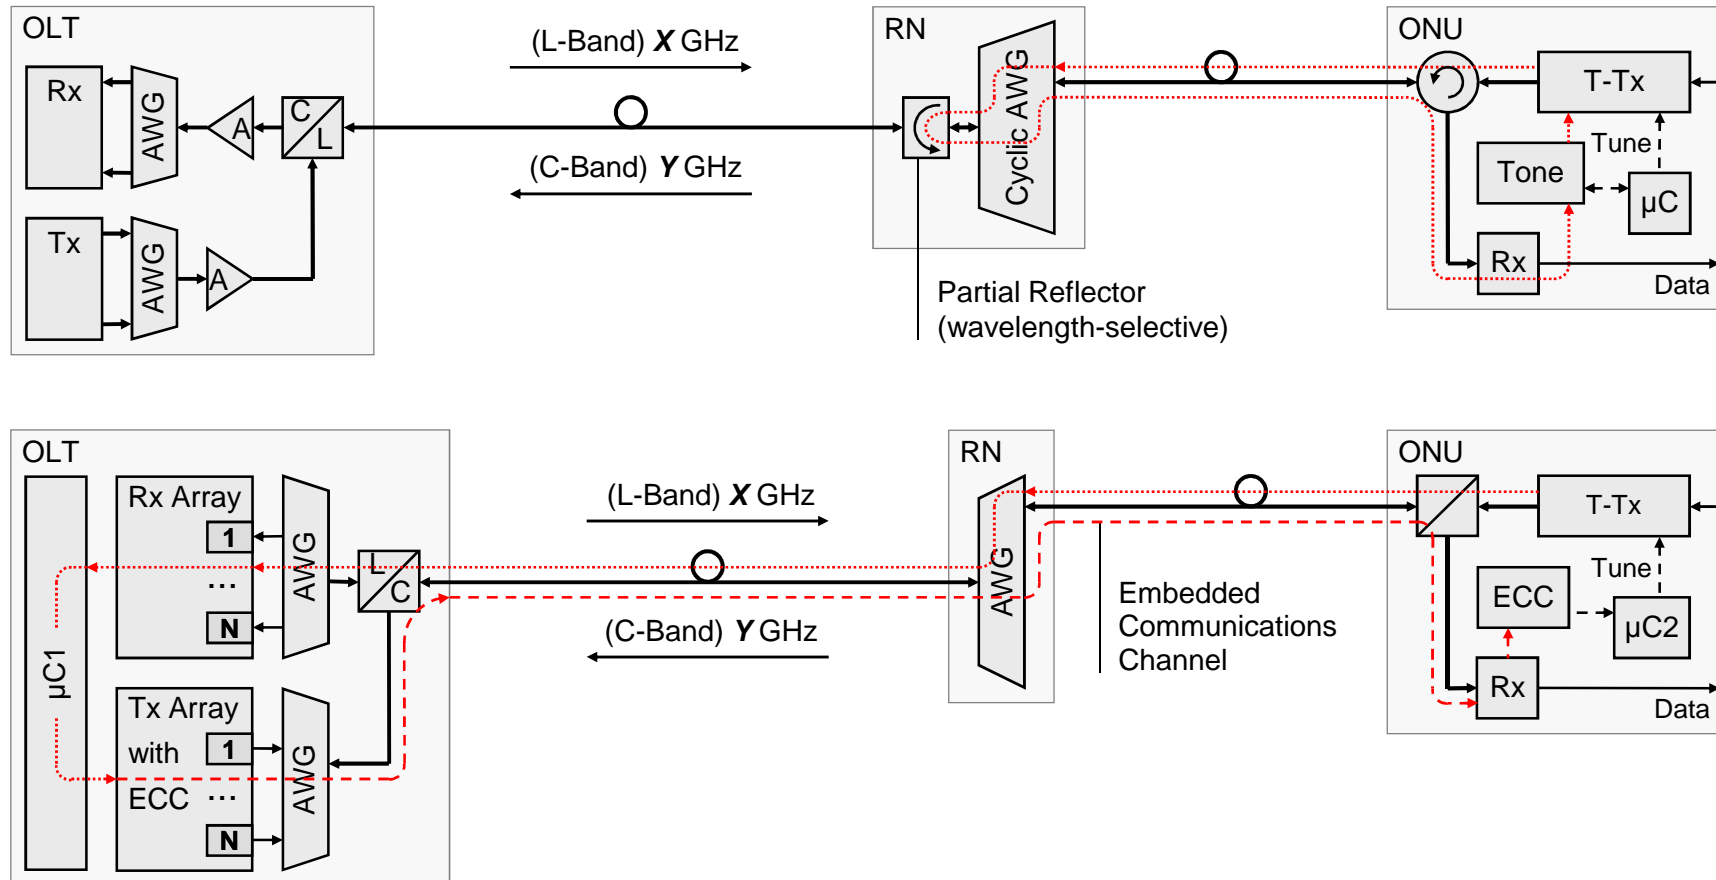 OLT
Rx
AWG
A
C
L
Tx
AWG
A
(L-Band) X GHz
(C-Band) Y GHz
RN
Cyclic AWG
Partial Reflector
(wavelength-selective)
ONU
T-Tx
Tune
Tone
µC
Rx
Data
OLT
µC1
Rx Array
1
...
N
AWG
L
C
Tx Array
with
ECC
1
...
N
AWG
(L-Band) X GHz
(C-Band) Y GHz
RN
AWG
Embedded
Communications
Channel
ONU
T-Tx
Tune
ECC
µC2
Rx
Data